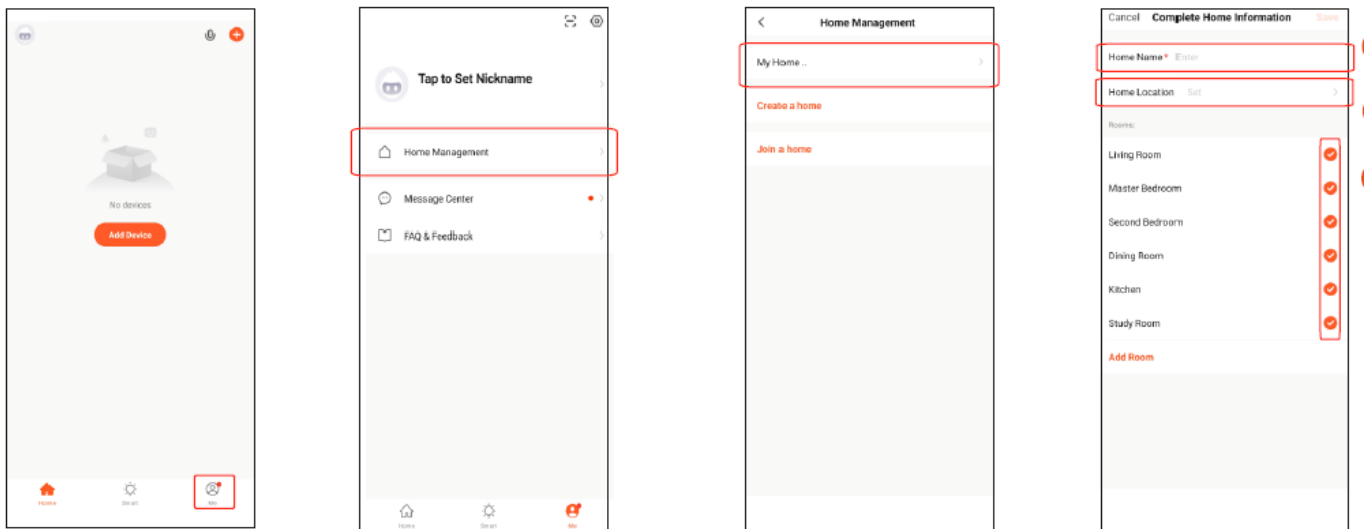 No devices
Add Device
Home
Smart
Me
Tap to Set Nickname
Home Management
Message Center
FAQ & Feedback
Home
Smart
Me
Home Management
My Home ..
Create a home
Join a home
Cancel Complete Home Information Save
Home Name* Enter
Home Location Set
Rooms:
Living Room
Master Bedroom
Second Bedroom
Dining Room
Kitchen
Study Room
Add Room